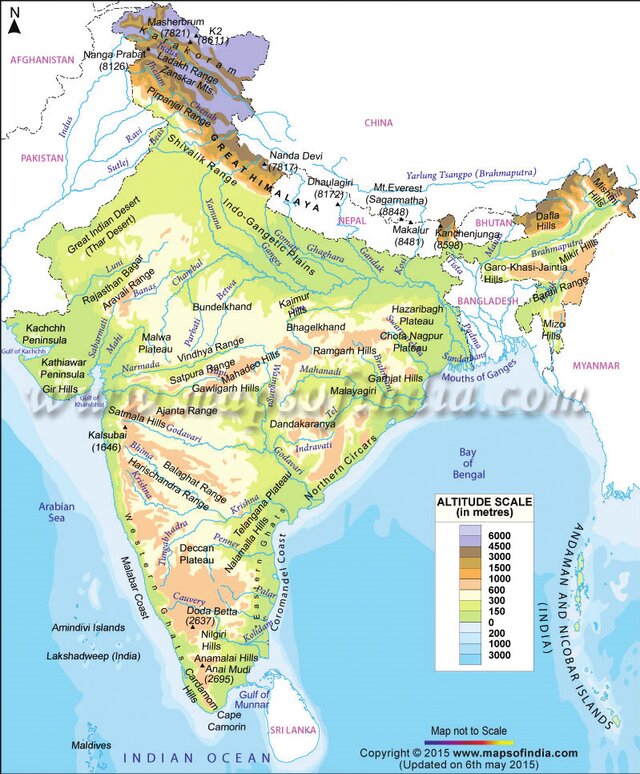 N
Masherbrum
(7821)
K2
(8611)
Karakoram
AFGHANISTAN
Nanga Prabat
(8126)
Indus
Ladakh Range
Zanskar Mts.
Jhelum
Pirpanjal Range
Chenab
CHINA
Indus
Ravi
Beas
PAKISTAN
Sutlej
Shivalik Range
GREAT HIMALAYA
Nanda Devi
(7817)
Dhaulagiri
(8172)
Mt.Everest
(Sagarmatha)
(8848)
Makalur
(8481)
Yarlung Tsangpo (Brahmaputra)
Mishmi
Hills
NEPAL
Kanchenjunga
(8598)
BHUTAN
Dafla
Hills
Great Indian Desert
(Thar Desert)
Yamuna
Indo-Gangetic Plains
Ganges
Gomati
Ghaghara
Gandak
Kosi
Tista
Manas
Brahmaputra
Mikir Hills
Luni
Rajasthan Bagar
Aravali Range
Banas
Chambal
Garo-Khasi-Jaintia
Hills
Barail Range
Betwa
Parbati
Bundelkhand
Kaimur
Hills
BANGLADESH
Hazaribagh
Plateau
Padma
Mizo
Hills
Kachchh
Peninsula
Gulf of Kachchh
Sabarmati
Mahi
Malwa
Plateau
Vindhya Range
Baghelkhand
Chota Nagpur
Plateau
Sundarbans
MYANMAR
Kathiawar
Peninsula
Gir Hills
Narmada
Satpura Range
Mahadeo Hills
Ramgarh Hills
Mahanadi
Brahmani
Garhjat Hills
Mouths of Ganges
Gulf of
Khambhat
Tapi
Gawligarh Hills
Wainganga
Malayagiri
www.mapsofindia.com
Satmala Hills
Ajanta Range
Tel
Dandakaranya
Kalsubai
(1646)
Godavari
Indravati
Bhima
Balaghat Range
Harischandra Range
Krishna
Godavari
Northern Circars
Bay
of
Bengal
Arabian
Sea
Krishna
Telangana Plateau
Nalamalla Hills
Western Ghats
Tungabhadra
Penner
Deccan
Plateau
Eastern Ghats
Coromandel Coast
Malabar Coast
Cauvery
Palar
Doda Betta
(2637)
Kolidam
Nilgiri
Hills
Amindivi Islands
Lakshadweep (India)
Anamalai Hills
Anai Mudi
(2695)
Cardamom
Hills
Gulf of
Munnar
Cape
Camorin
SRI LANKA
Maldives
INDIAN OCEAN
ALTITUDE SCALE
(in metres)
6000
4500
3000
1500
1000
600
300
150
0
200
1000
3000
ANDAMAN AND NICOBAR ISLANDS
(INDIA)
Map not to Scale
Copyright © 2015 www.mapsofindia.com
(Updated on 6th may 2015)